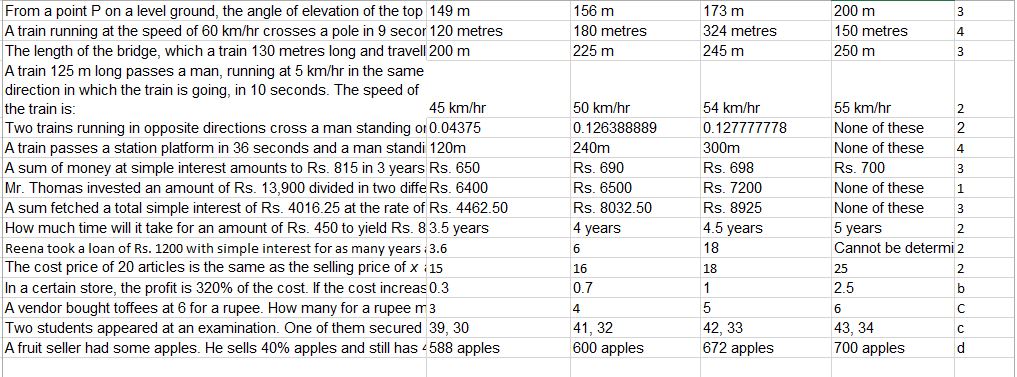 From a point P on a level ground, the angle of elevation of the top 149 m 156 m 173 m 200 m 3
A train running at the speed of 60 km/hr crosses a pole in 9 secor 120 metres 180 metres 324 metres 150 metres 4
The length of the bridge, which a train 130 metres long and travell 200 m 225 m 245 m 250 m 3
A train 125 m long passes a man, running at 5 km/hr in the same
direction in which the train is going, in 10 seconds. The speed of
the train is: 45 km/hr 50 km/hr 54 km/hr 55 km/hr 2
Two trains running in opposite directions cross a man standing or 0.04375 0.126388889 0.127777778 None of these 2
A train passes a station platform in 36 seconds and a man standi 120m 240m 300m None of these 4
A sum of money at simple interest amounts to Rs. 815 in 3 years Rs. 650 Rs. 690 Rs. 698 Rs. 700 3
Mr. Thomas invested an amount of Rs. 13,900 divided in two diffe Rs. 6400 Rs. 6500 Rs. 7200 None of these 1
A sum fetched a total simple interest of Rs. 4016.25 at the rate of Rs. 4462.50 Rs. 8032.50 Rs. 8925 None of these 3
How much time will it take for an amount of Rs. 450 to yield Rs. 8 3.5 years 4 years 4.5 years 5 years 2
Reena took a loan of Rs. 1200 with simple interest for as many years 3.6 6 18 Cannot be determi 2
The cost price of 20 articles is the same as the selling price of x 15 16 18 25 2
In a certain store, the profit is 320% of the cost. If the cost increas 0.3 0.7 1 2.5 b
A vendor bought toffees at 6 for a rupee. How many for a rupee m 3 4 5 6 C
Two students appeared at an examination. One of them secured 39, 30 41, 32 42, 33 43, 34 c
A fruit seller had some apples. He sells 40% apples and still has 588 apples 600 apples 672 apples 700 apples d